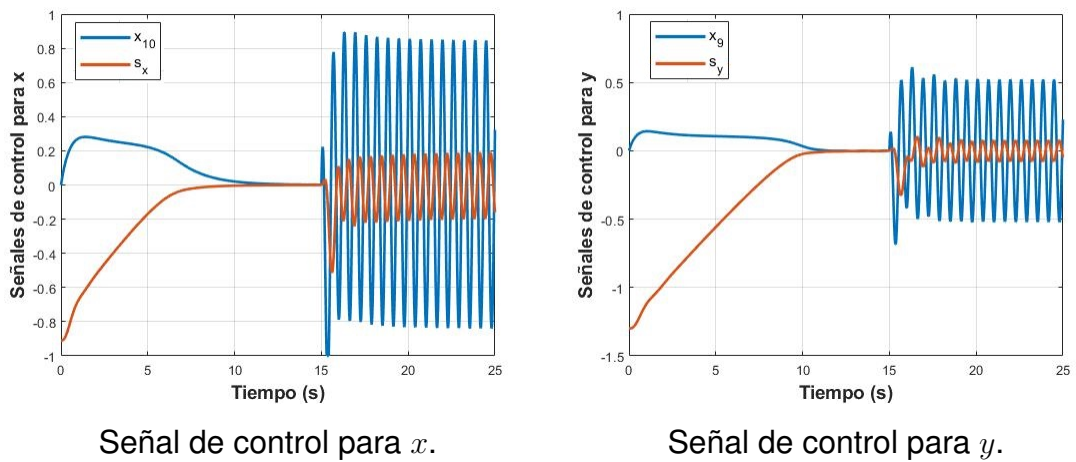 Señales de control para x
1
0.8
0.6
0.4
0.2
0
-0.2
-0.4
-0.6
-0.8
-1
x10
sx
0 5 10 15 20 25
Tiempo (s)
Señal de control para x.
Señales de control para y
1
0.5
0
-0.5
-1
-1.5
x9
sy
0 5 10 15 20 25
Tiempo (s)
Señal de control para y.